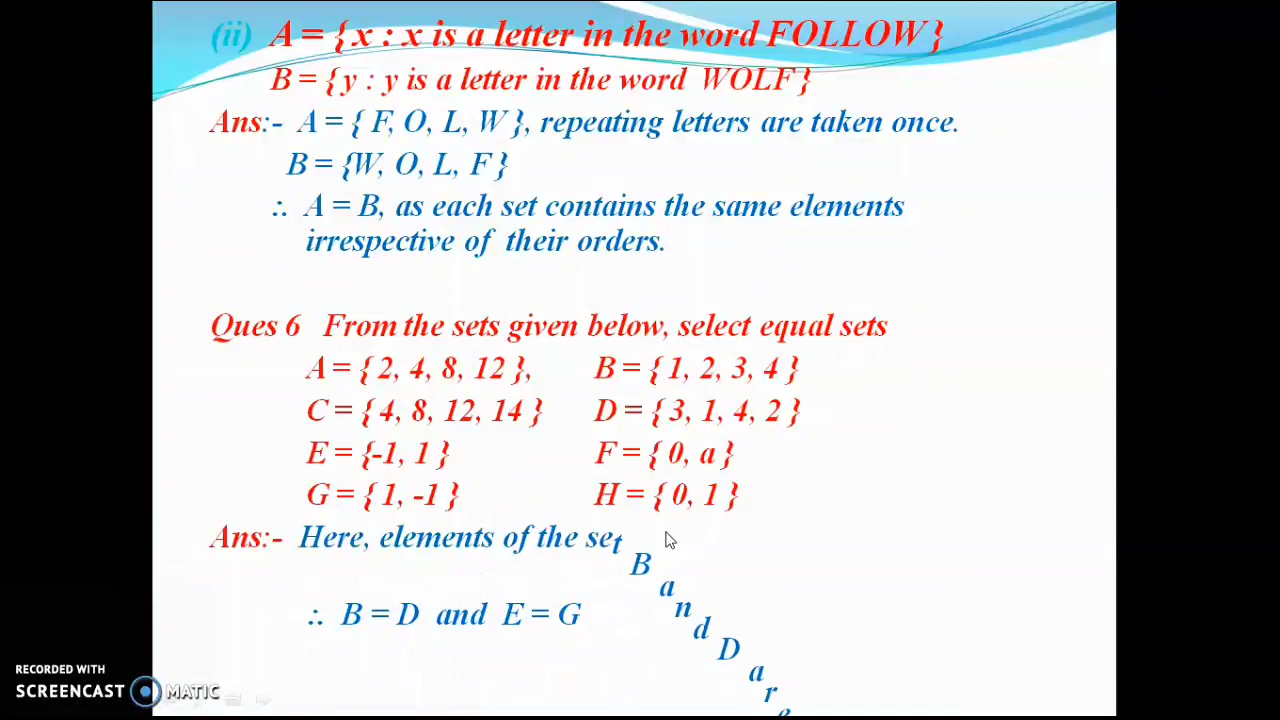 (ii) A = { x : x is a letter in the word FOLLOW }
B = { y : y is a letter in the word WOLF }
Ans:- A = { F, O, L, W }, repeating letters are taken once.
B = {W, O, L, F }
∴ A = B, as each set contains the same elements
irrespective of their orders.
Ques 6 From the sets given below, select equal sets
A = { 2, 4, 8, 12 }, B = { 1, 2, 3, 4 }
C = { 4, 8, 12, 14 } D = { 3, 1, 4, 2 }
E = {-1, 1 } F = { 0, a }
G = { 1, -1 } H = { 0, 1 }
Ans:- Here, elements of the set B and D are
∴ B = D and E = G
RECORDED WITH
SCREENCAST MATIC